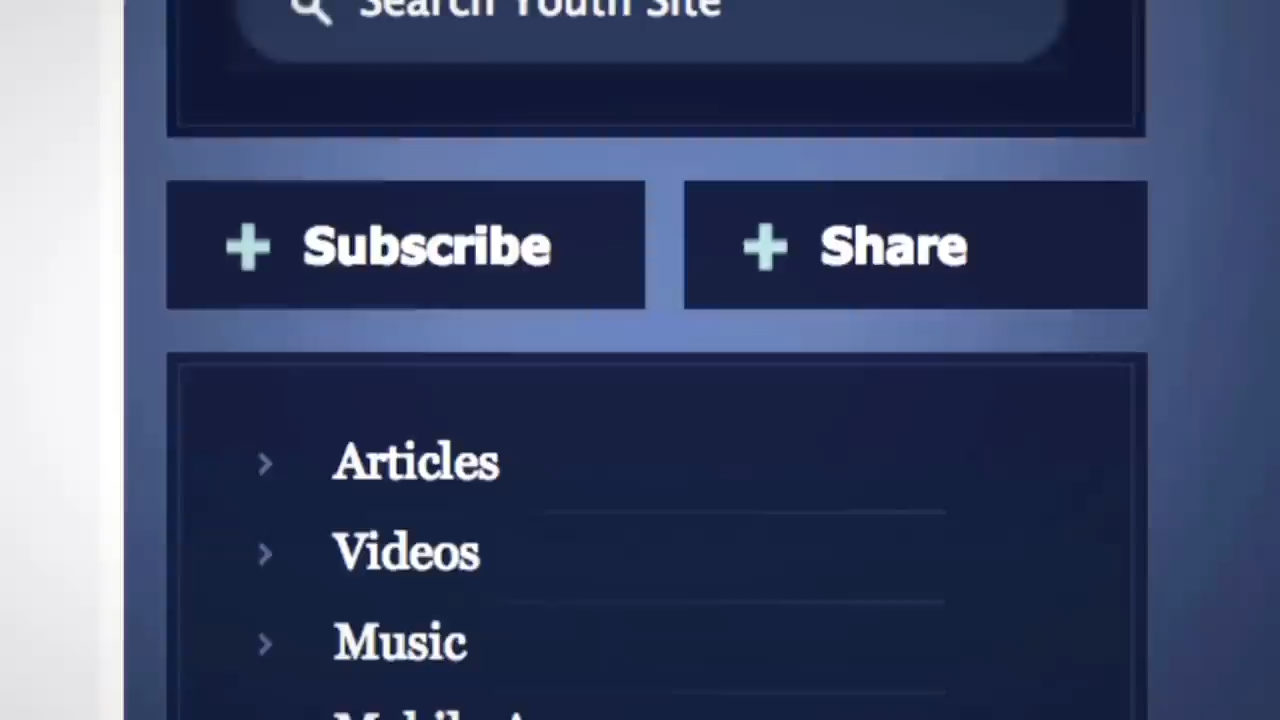 Search Youth Site
Subscribe
Share
Articles
Videos
Music